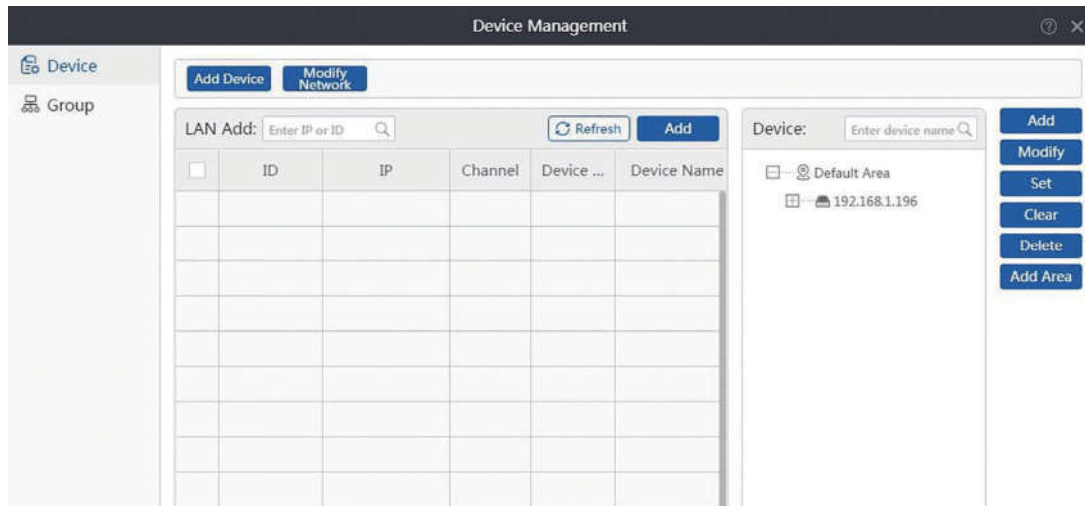 Device Management
Device
Group
Add Device
Modify
Network
LAN Add: Enter IP or ID
Refresh
Add
ID
IP
Channel
Device ...
Device Name
Device: Enter device name
Default Area
192.168.1.196
Add
Modify
Set
Clear
Delete
Add Area